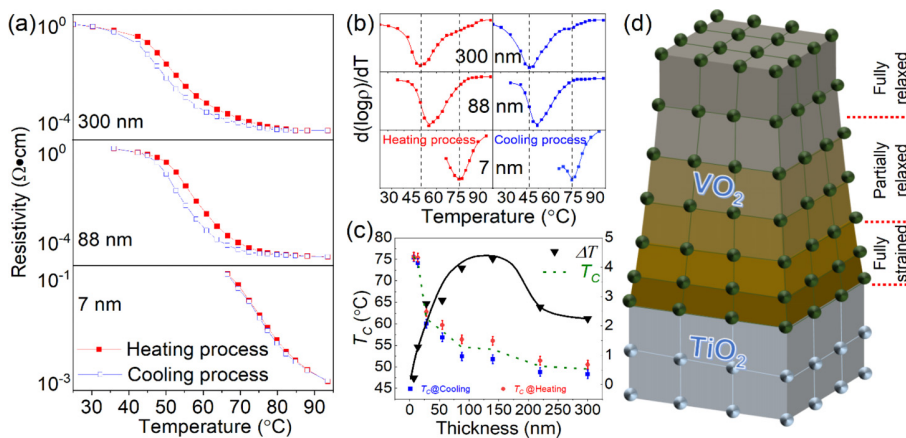 (a)
10^0
10^-4
300 nm
10^0
10^-4
88 nm
10^-1
7 nm
Heating process
Cooling process
10^-3
30 40 50 60 70 80 90
Temperature (°C)
Resistivity (Ω•cm)
(b)
300 nm
88 nm
Heating process
Cooling process
7 nm
30 45 60 75 90 30 45 60 75 90
Temperature (°C)
d(logρ)/dT
(c)
80
75
70
65
60
55
50
45
T_C (°C)
5
4
3
2
1
0
ΔT
T_C
T_C@Cooling
T_C@Heating
0 50 100 150 200 250 300
Thickness (nm)
(d)
VO₂
TiO₂
Fully
relaxed
Partially
relaxed
Fully
strained